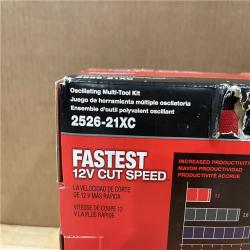 Oscillating Multi-Tool Kit
Juego de herramienta múltiple oscilatoria
Ensemble d'outil polyvalent oscillant
2526-21XC
FASTEST
12V CUT SPEED
LA VELOCIDAD DE CORTE
DE 12 V MÁS RÁPIDA
VITESSE DE COUPE 12
V LA PLUS RAPIDE
INCREASED PRODUCTIV
MAYOR PRODUCTIVIDAD
PRODUCTIVITÉ ACCRUE